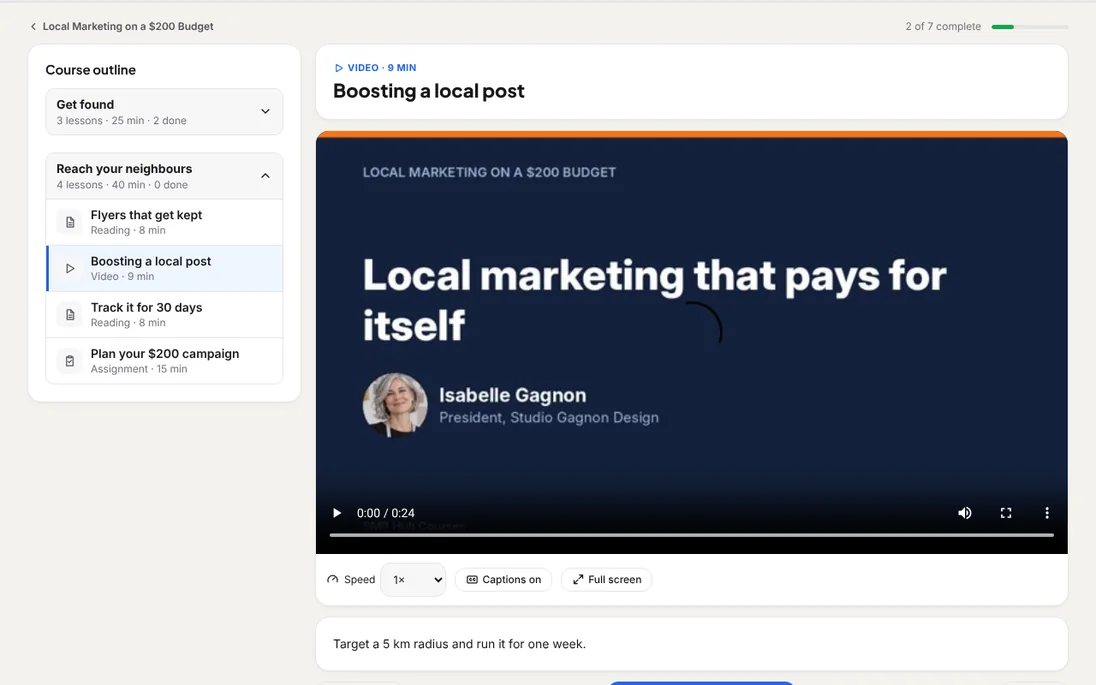 Local Marketing on a $200 Budget
2 of 7 complete
Course outline
Get found
3 lessons · 25 min · 2 done
Reach your neighbours
4 lessons · 40 min · 0 done
Flyers that get kept
Reading · 8 min
Boosting a local post
Video · 9 min
Track it for 30 days
Reading · 8 min
Plan your $200 campaign
Assignment · 15 min
VIDEO · 9 MIN
Boosting a local post
LOCAL MARKETING ON A $200 BUDGET
Local marketing that pays for
itself
Isabelle Gagnon
President, Studio Gagnon Design
0:00 / 0:24
SMB Hub Courses
Speed
1×
Captions on
Full screen
Target a 5 km radius and run it for one week.